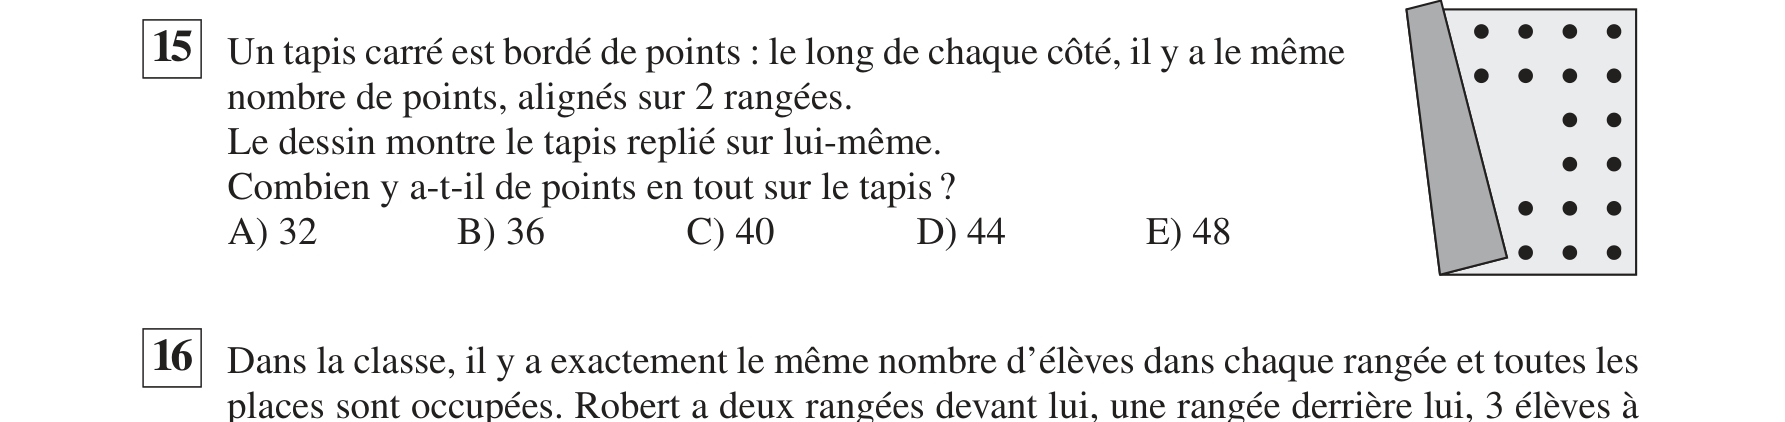 15 Un tapis carré est bordé de points : le long de chaque côté, il y a le même
nombre de points, alignés sur 2 rangées.
Le dessin montre le tapis replié sur lui-même.
Combien y a-t-il de points en tout sur le tapis ?
A) 32 B) 36 C) 40 D) 44 E) 48
16 Dans la classe, il y a exactement le même nombre d'élèves dans chaque rangée et toutes les
places sont occupées. Robert a deux rangées devant lui, une rangée derrière lui, 3 élèves à